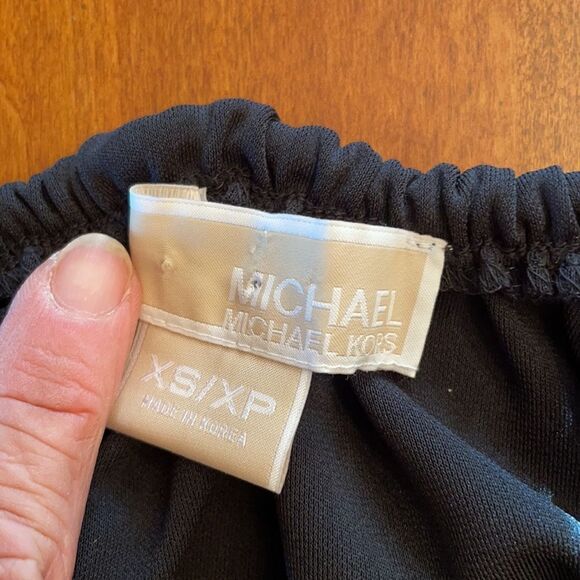 MICHAEL
MICHAEL KORS
XS/XP
MADE IN KOREA